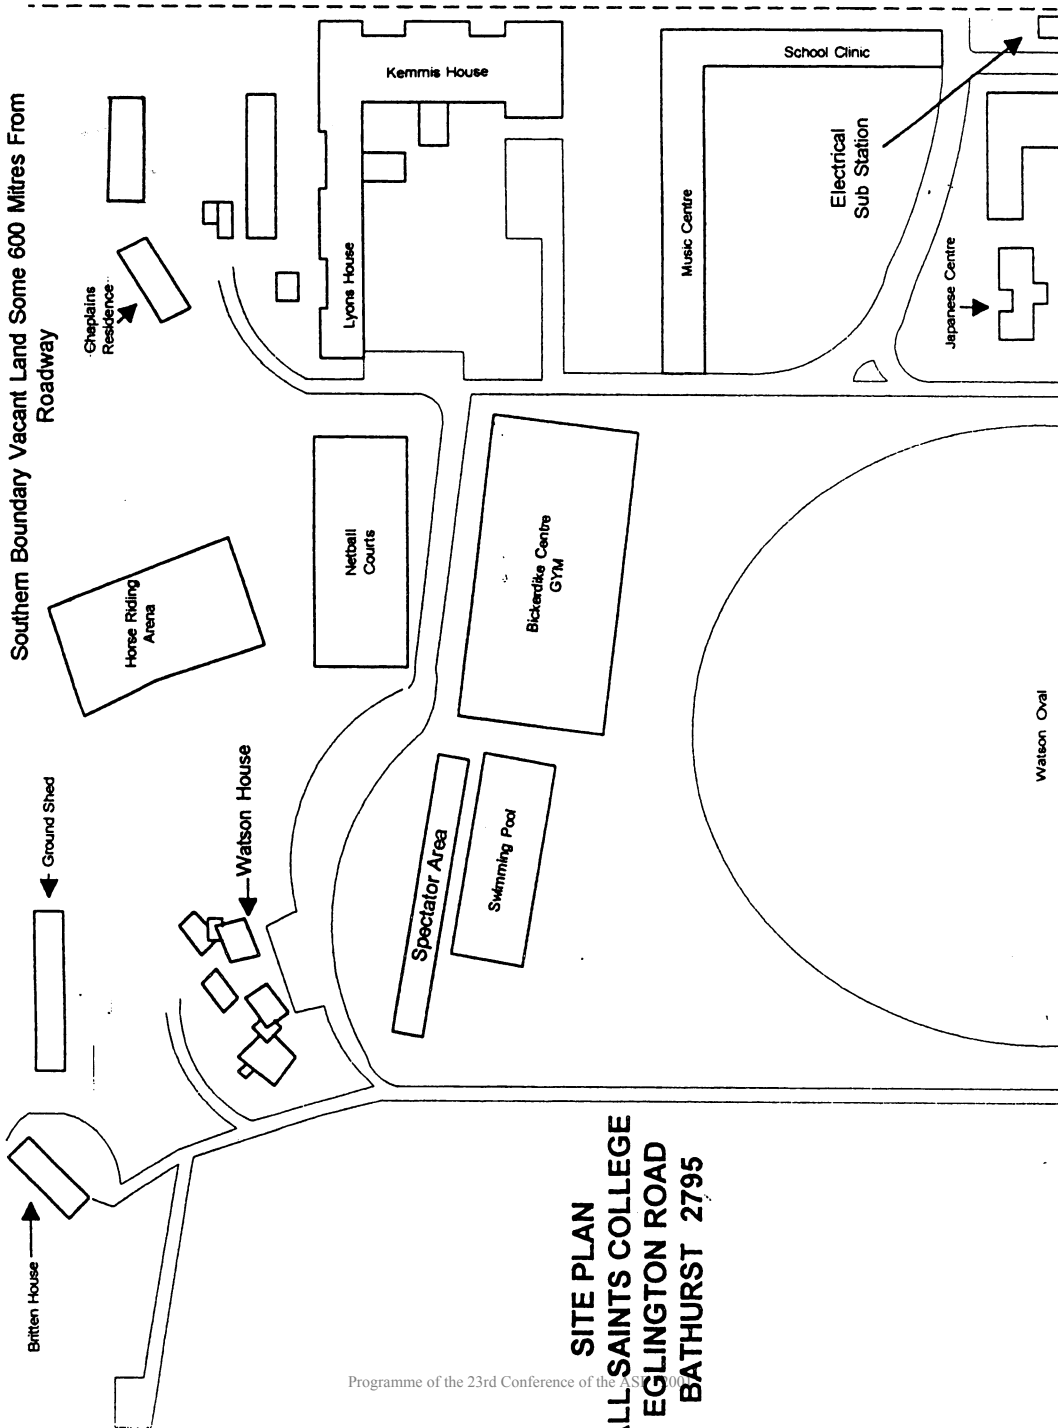 Southern Boundary Vacant Land Some 600 Mitres From
Roadway
Kemmis House
School Clinic
Electrical
Sub Station
Chaplains
Residence
Lyons House
Music Centre
Japanese Centre
Netball
Courts
Bickerdike Centre
GYM
Horse Riding
Arena
Watson Oval
Ground Shed
Watson House
Spectator Area
Swimming Pool
Britten House
SITE PLAN
LL SAINTS COLLEGE
EGLINGTON ROAD
BATHURST 2795
Programme of the 23rd Conference of the